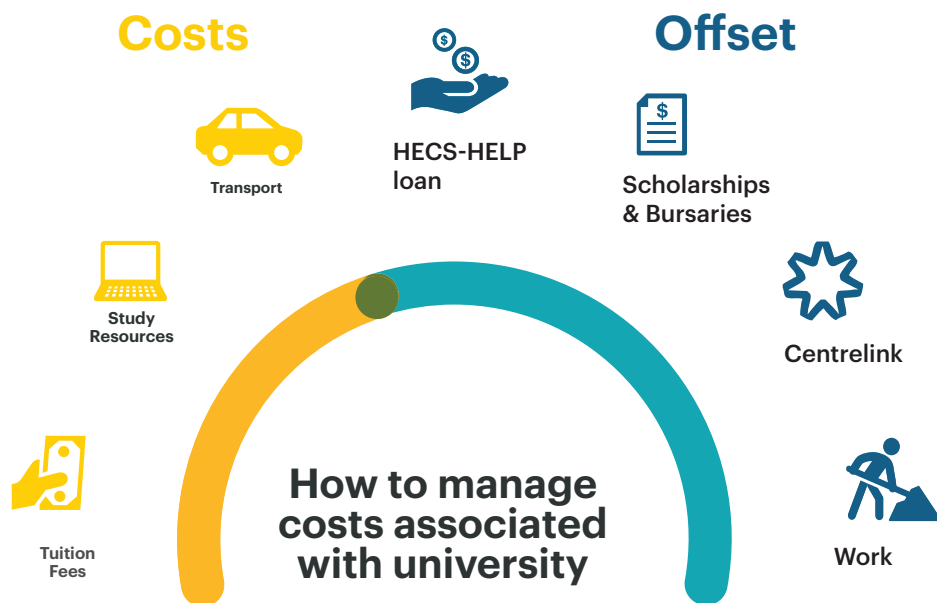 Costs
Offset
$
$
$
Transport
HECS-HELP
loan
Scholarships
& Bursaries
Study
Resources
Centrelink
Tuition
Fees
How to manage
costs associated
with university
Work